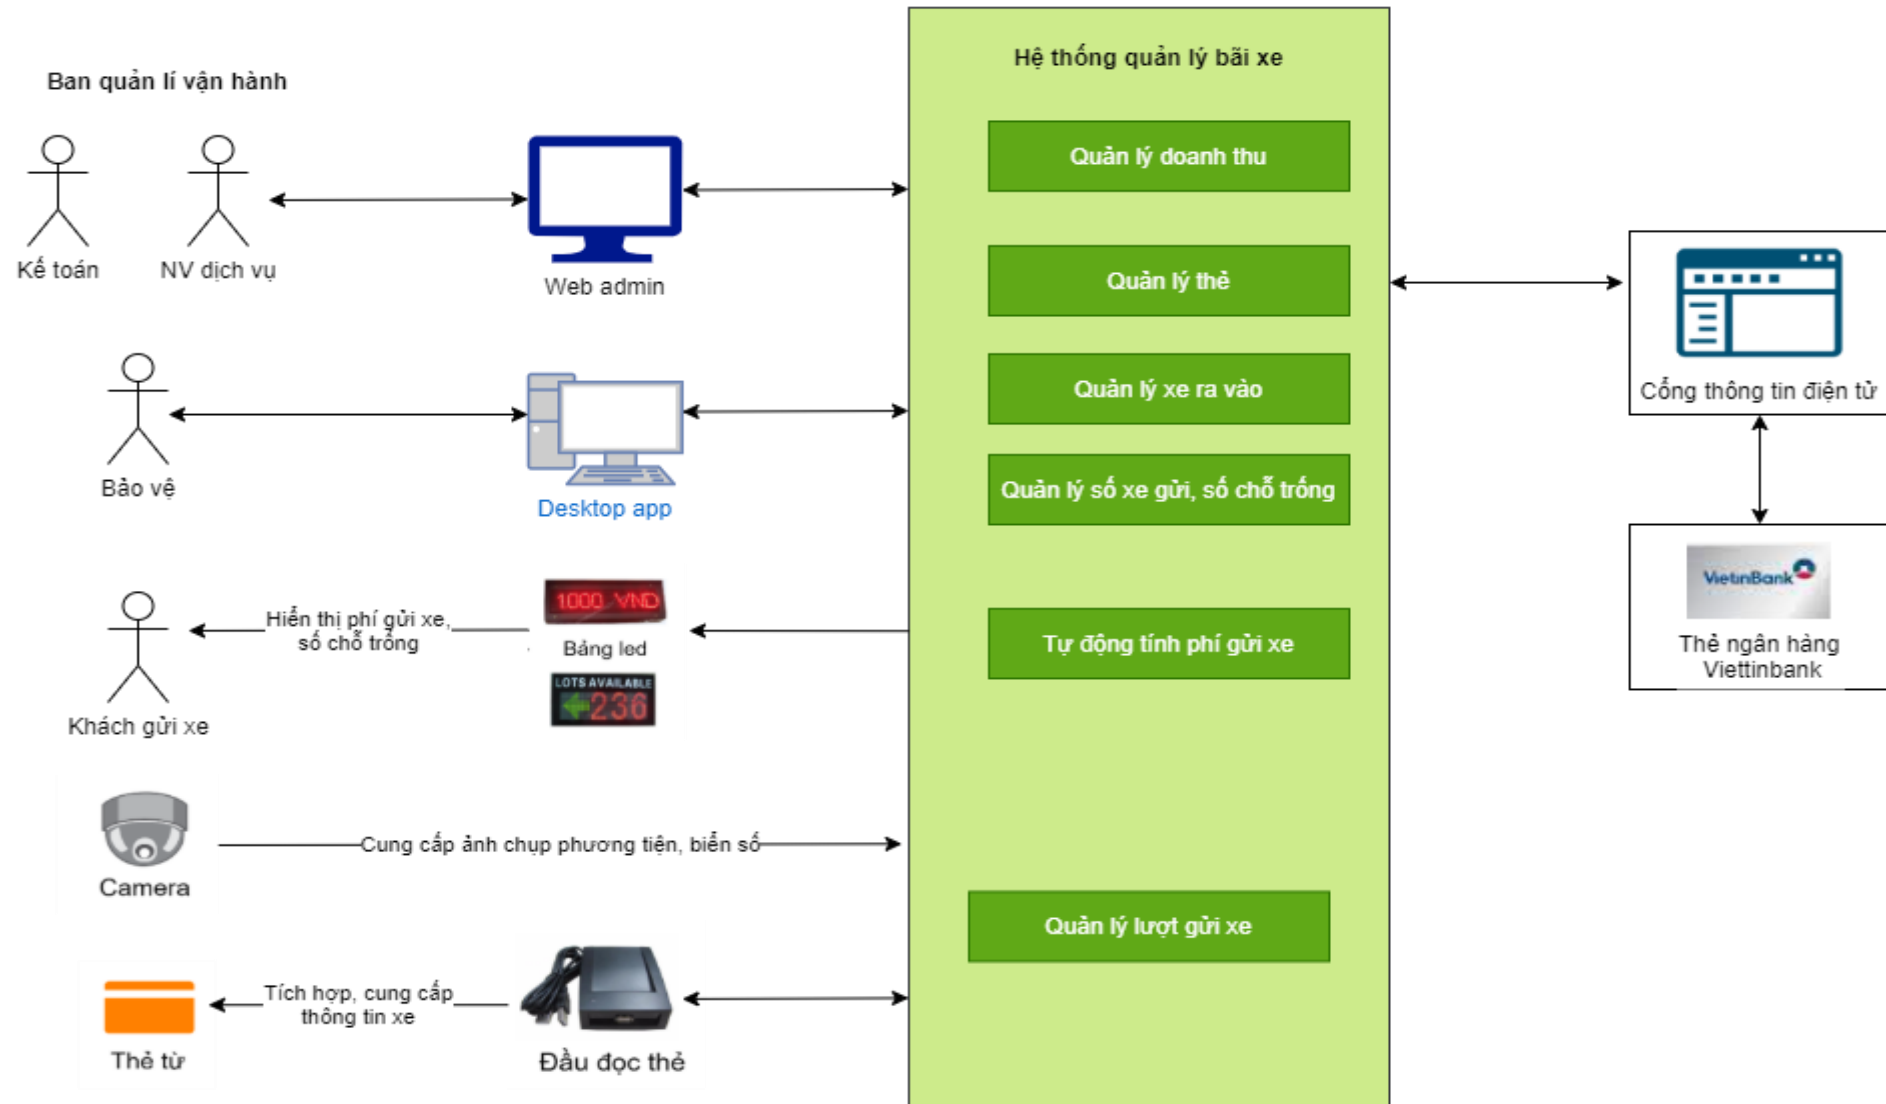 Hệ thống quản lý bãi xe
Ban quản lí vận hành
Kế toán
NV dịch vụ
Web admin
Quản lý doanh thu
Quản lý thẻ
Quản lý xe ra vào
Quản lý số xe gửi, số chỗ trống
Tự động tính phí gửi xe
Quản lý lượt gửi xe
Cổng thông tin điện tử
VietinBank
Thẻ ngân hàng
Viettinbank
Bảo vệ
Desktop app
Hiển thị phí gửi xe,
số chỗ trống
1000 VND
Bảng led
LOTS AVAILABLE
236
Khách gửi xe
Camera
Cung cấp ảnh chụp phương tiện, biển số
Tích hợp, cung cấp
thông tin xe
Thẻ từ
Đầu đọc thẻ